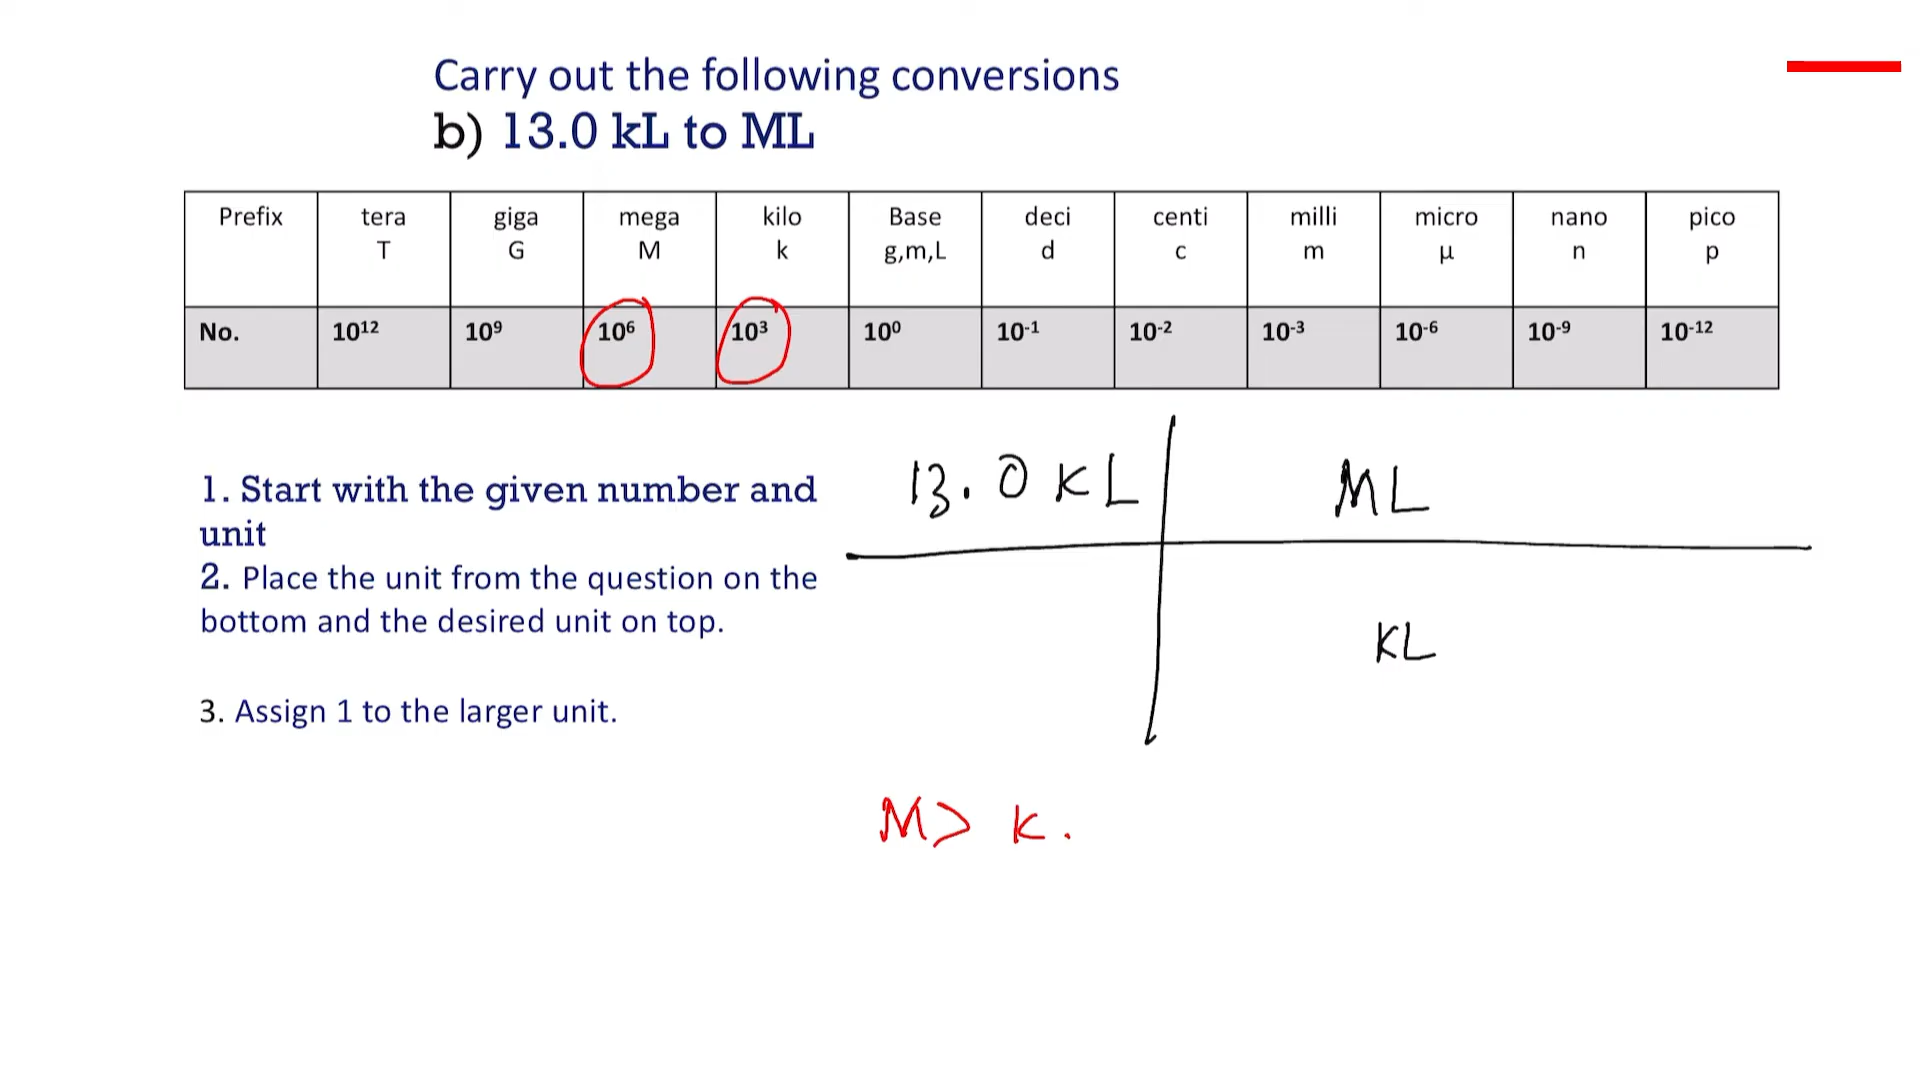 Carry out the following conversions
b) 13.0 kL to ML
Prefix tera giga mega kilo Base deci centi milli micro nano pico
T G M k g,m,L d c m µ n p
No. 10¹² 10⁹ 10⁶ 10³ 10⁰ 10⁻¹ 10⁻² 10⁻³ 10⁻⁶ 10⁻⁹ 10⁻¹²
1. Start with the given number and
unit
2. Place the unit from the question on the
bottom and the desired unit on top.
3. Assign 1 to the larger unit.
13.0 KL ML
KL
M> K.